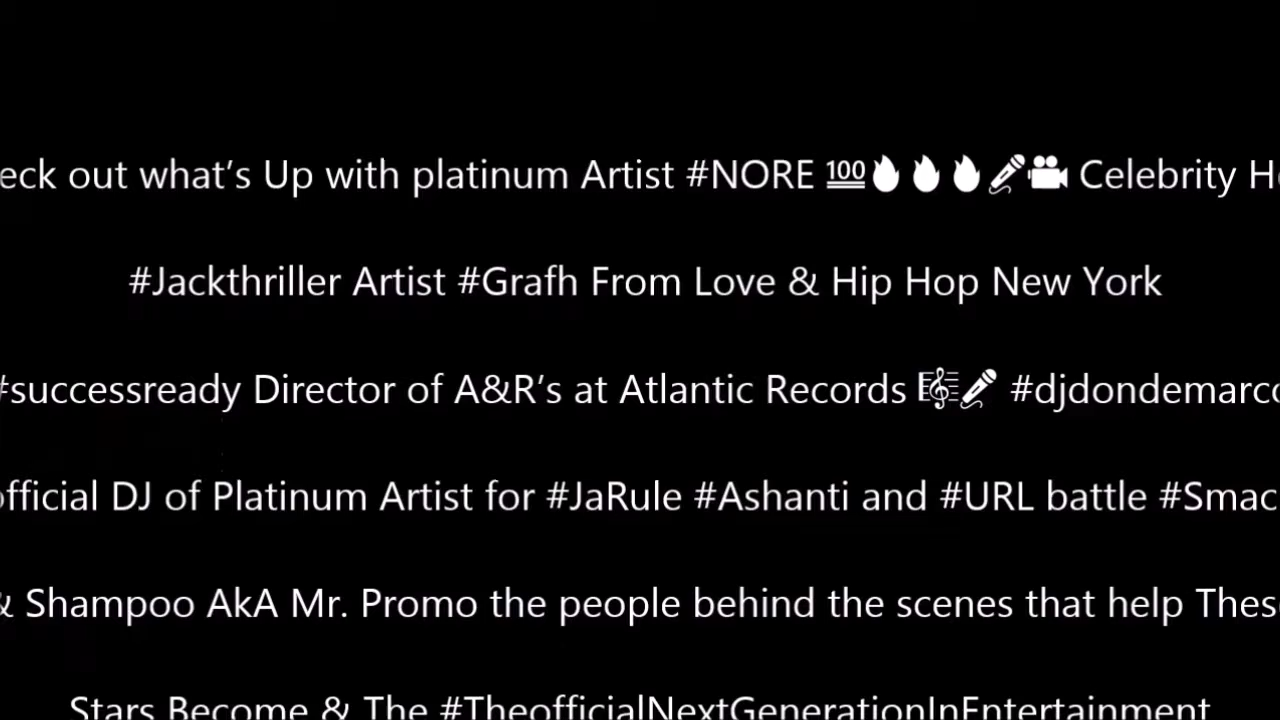 eck out what's Up with platinum Artist #NORE 💯🔥🔥🔥🎤🎥 Celebrity H
#Jackthriller Artist #Grafh From Love & Hip Hop New York
#successready Director of A&R's at Atlantic Records 🎼🎤 #djdondemarco
official DJ of Platinum Artist for #JaRule #Ashanti and #URL battle #Smac
& Shampoo AkA Mr. Promo the people behind the scenes that help Thes
Stars Become & The #TheofficialNextGenerationInEntertainment